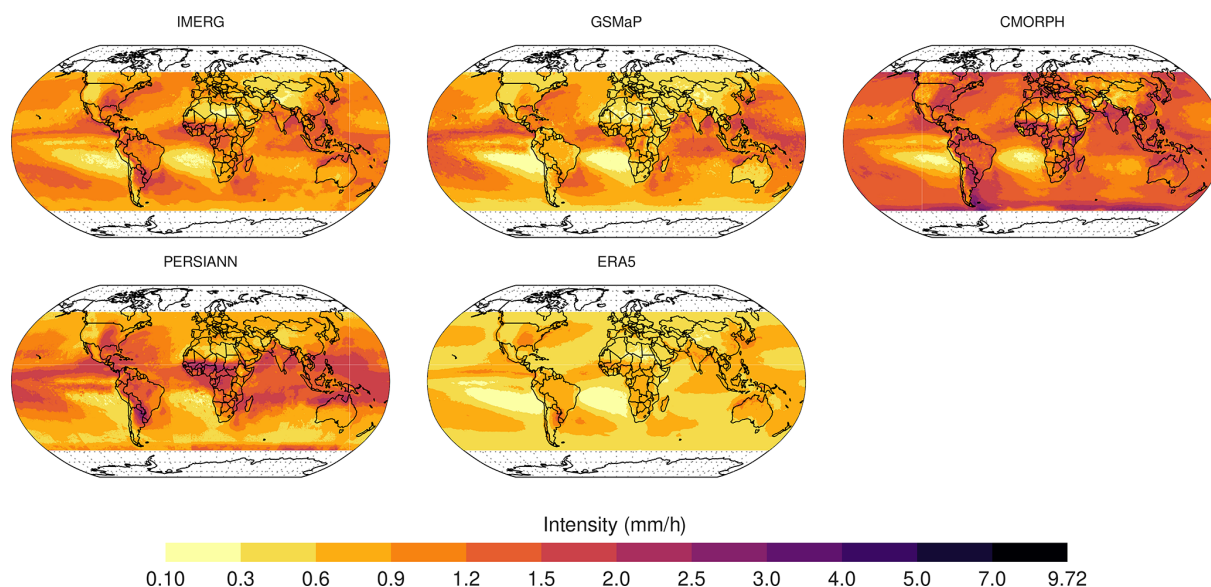 IMERG
GSMaP
CMORPH
PERSIANN
ERA5
Intensity (mm/h)
0.10 0.3 0.6 0.9 1.2 1.5 2.0 2.5 3.0 4.0 5.0 7.0 9.72